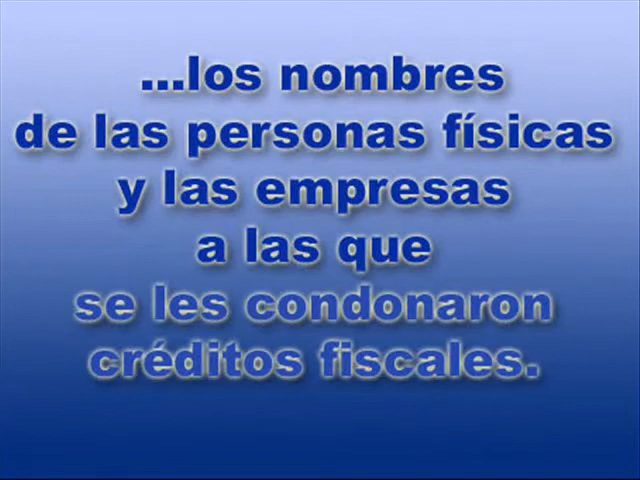 ...los nombres
de las personas físicas
y las empresas
a las que
se les condonaron
créditos fiscales.